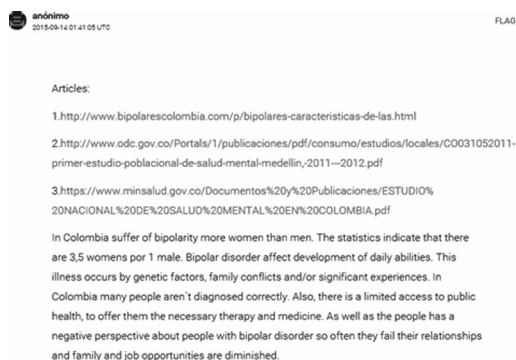 anónimo
2015-09-14 01:41:05 UTC
FLAG
Articles:
1.http://www.bipolarescolombia.com/p/bipolares-caracteristicas-de-las.html
2.http://www.odc.gov.co/Portals/1/publicaciones/pdf/consumo/estudios/locales/CO031052011-
primer-estudio-poblacional-de-salud-mental-medellin,-2011---2012.pdf
3.https://www.minsalud.gov.co/Documentos%20y%20Publicaciones/ESTUDIO%
20NACIONAL%20DE%20SALUD%20MENTAL%20EN%20COLOMBIA.pdf
In Colombia suffer of bipolarity more women than men. The statistics indicate that there
are 3,5 womens por 1 male. Bipolar disorder affect development of daily abilities. This
illness occurs by genetic factors, family conflicts and/or significant experiences. In
Colombia many people aren´t diagnosed correctly. Also, there is a limited access to public
health, to offer them the necessary therapy and medicine. As well as the people has a
negative perspective about people with bipolar disorder so often they fail their relationships
and family and job opportunities are diminished.